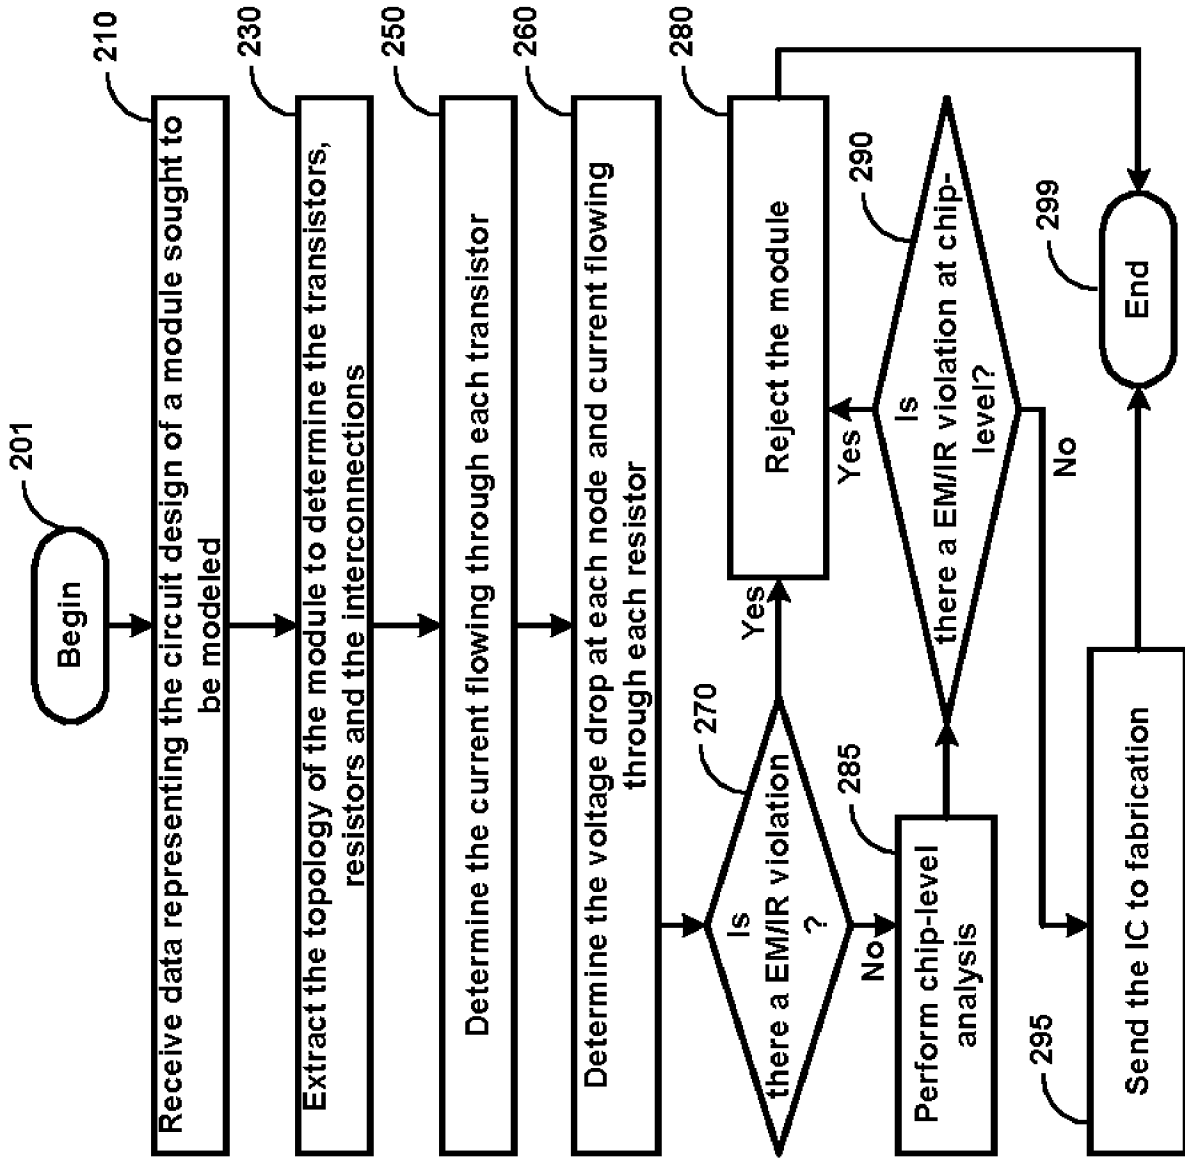 Begin
201
210
Receive data representing the circuit design of a module sought to
be modeled
230
Extract the topology of the module to determine the transistors,
resistors and the interconnections
250
Determine the current flowing through each transistor
260
Determine the voltage drop at each node and current flowing
through each resistor
270
Is
there a EM/IR violation
?
Yes
No
280
Reject the module
285
Perform chip-level
analysis
290
Is
there a EM/IR violation at chip-
level?
Yes
No
295
Send the IC to fabrication
299
End